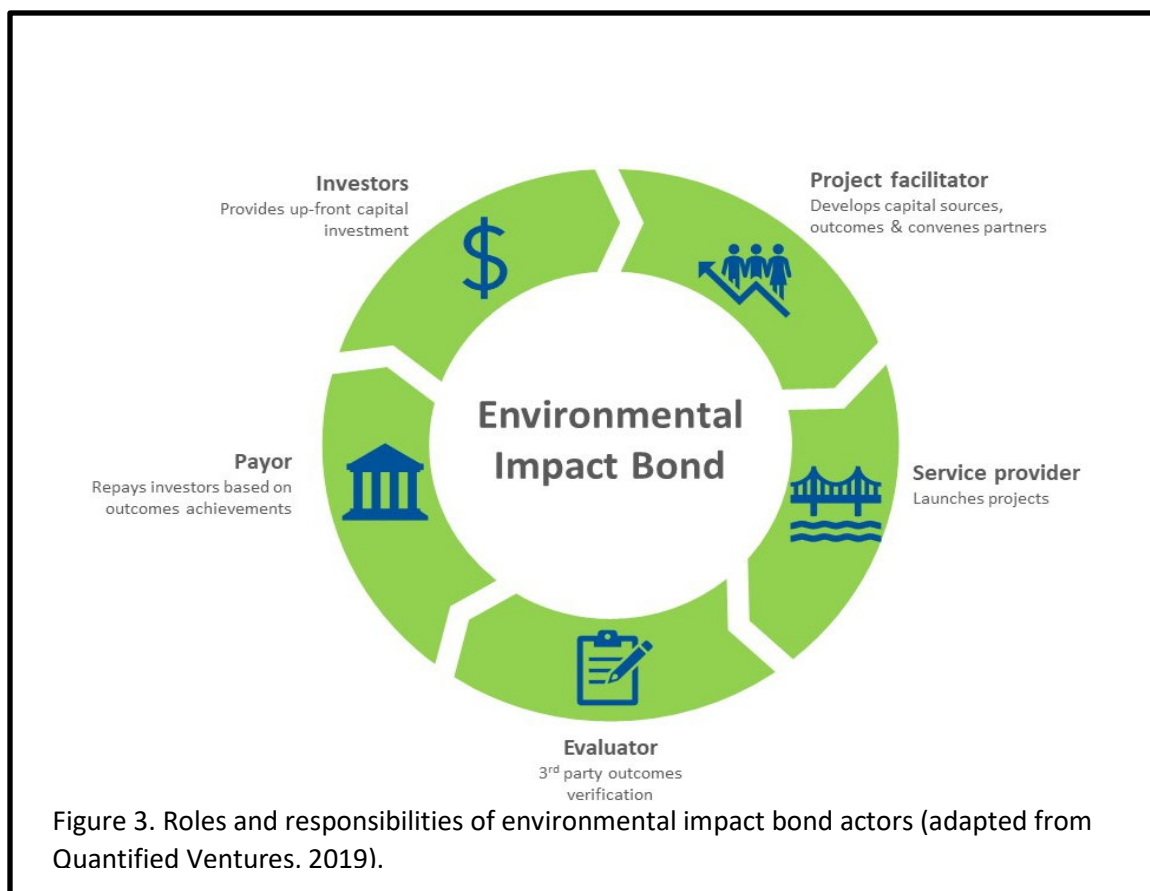 Investors
Provides up-front capital
investment
Project facilitator
Develops capital sources,
outcomes & convenes partners
Environmental
Impact Bond
Payor
Repays investors based on
outcomes achievements
Service provider
Launches projects
Evaluator
3rd party outcomes
verification
Figure 3. Roles and responsibilities of environmental impact bond actors (adapted from
Quantified Ventures. 2019).